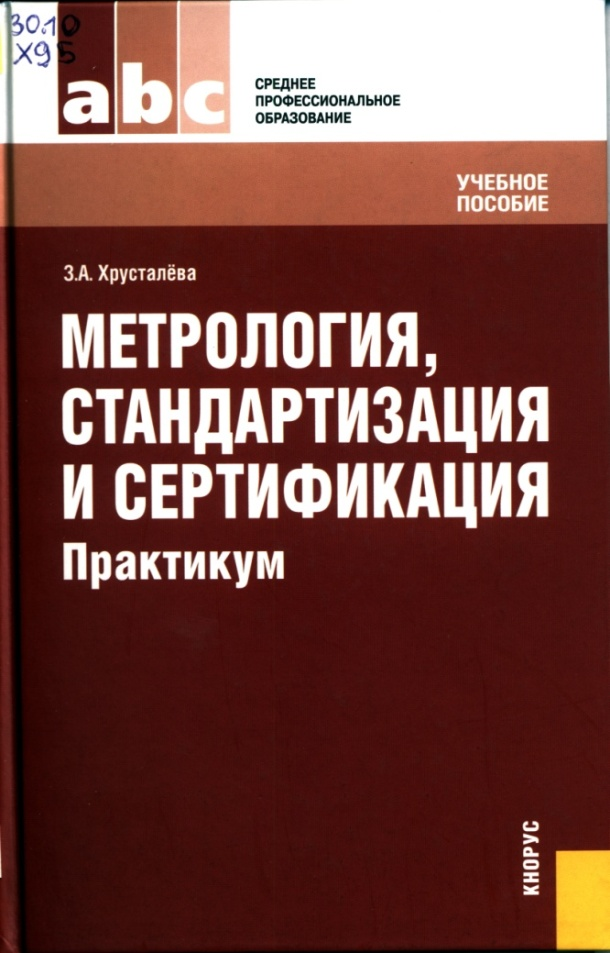 30.10
Х95
abc
СРЕДНЕЕ
ПРОФЕССИОНАЛЬНОЕ
ОБРАЗОВАНИЕ
УЧЕБНОЕ
ПОСОБИЕ
З.А. Хрусталёва
МЕТРОЛОГИЯ,
СТАНДАРТИЗАЦИЯ
И СЕРТИФИКАЦИЯ
Практикум
КНОРУС